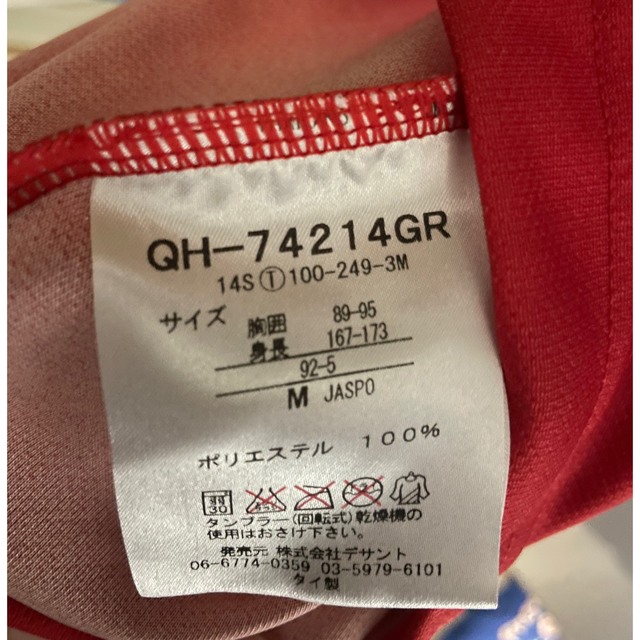 QH-74214GR
14S Ⓣ 100-249-3M
サイズ 胸囲 89-95
身長 167-173
92-5
M JASPO
ポリエステル 100%
弱 30
タンブラー(回転式)乾燥機の
使用はおさけ下さい。
発売元 株式会社デサント
06-6774-0359 03-5979-6101
タイ製